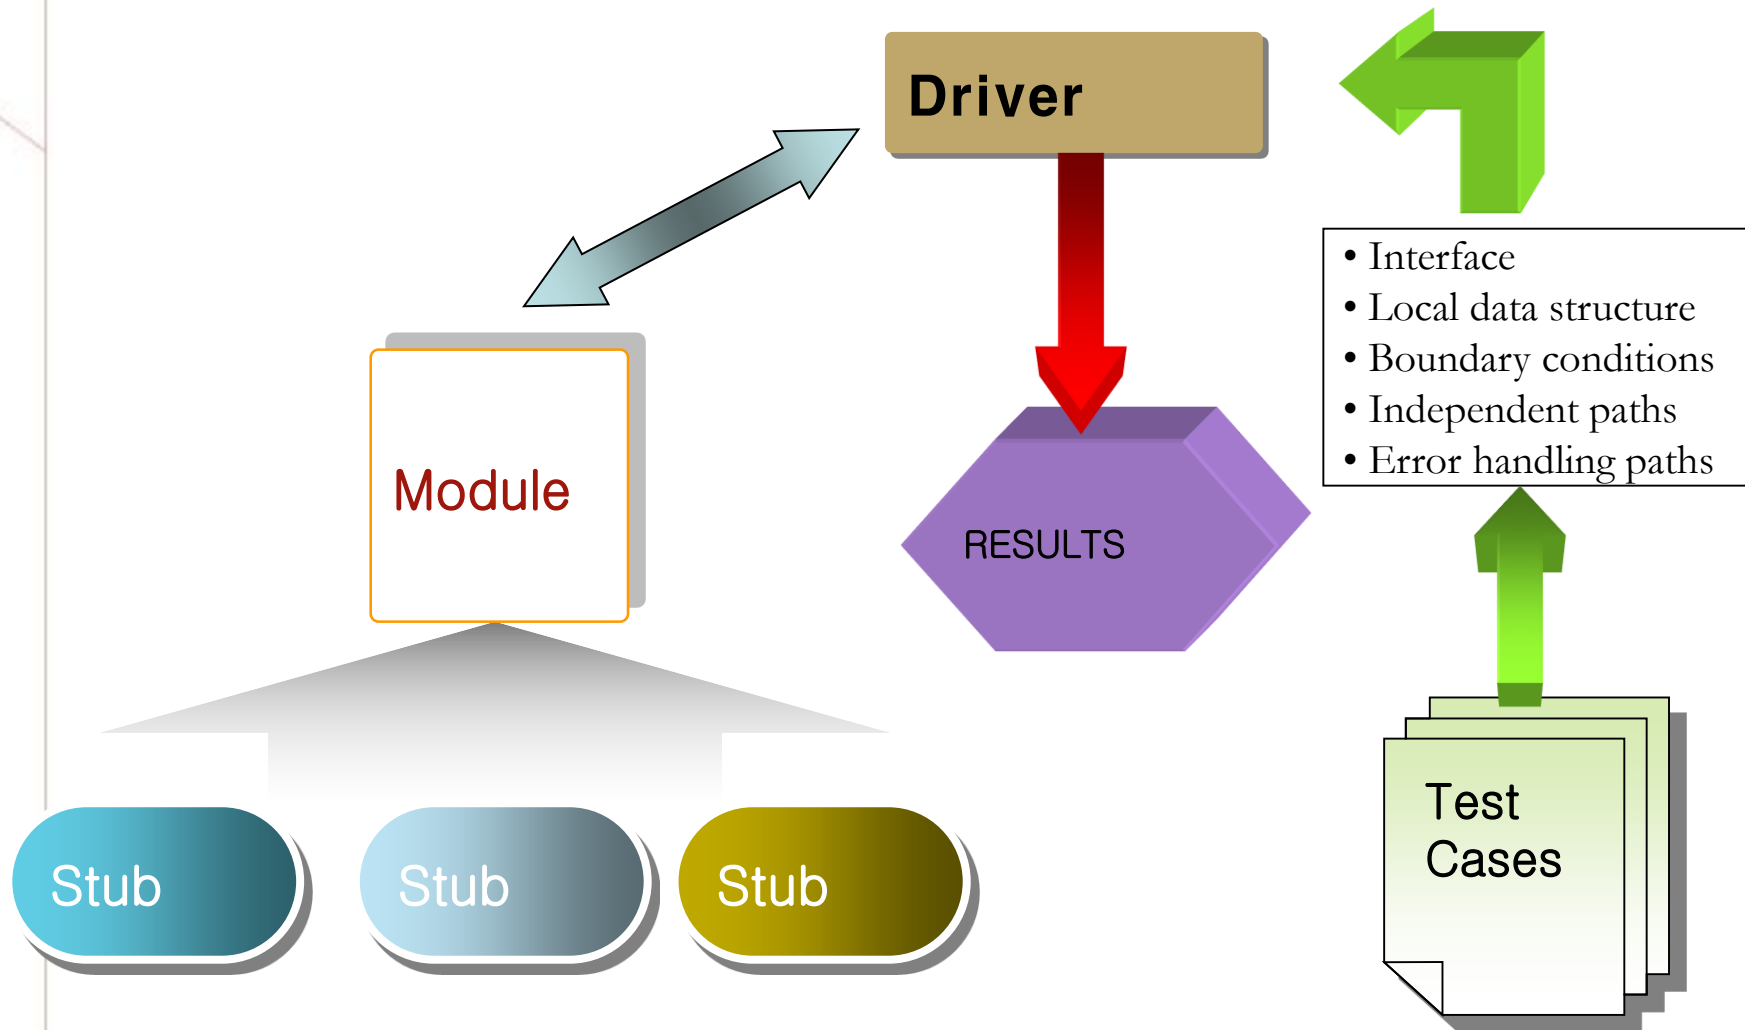 Driver
• Interface
• Local data structure
• Boundary conditions
• Independent paths
• Error handling paths
Module
RESULTS
Test
Cases
Stub
Stub
Stub